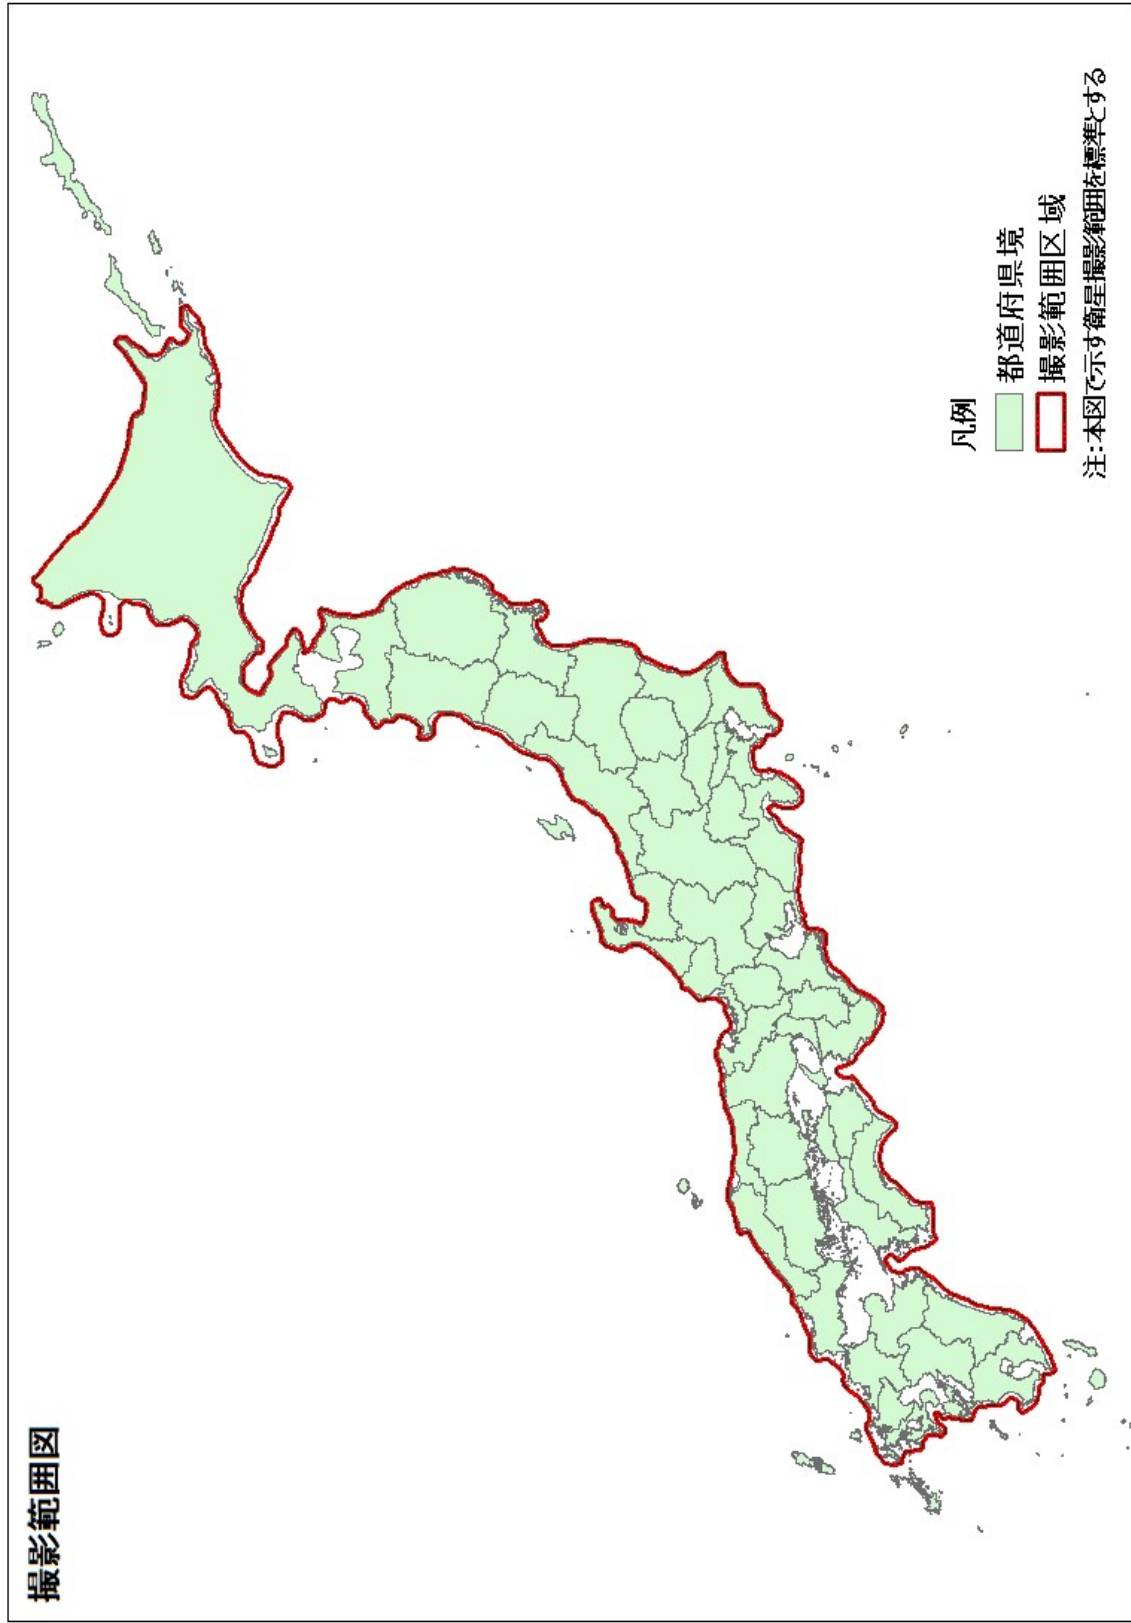 撮影範囲図
凡例
都道府県境
撮影範囲区域
注：本図で示す衛星撮影範囲を標準とする